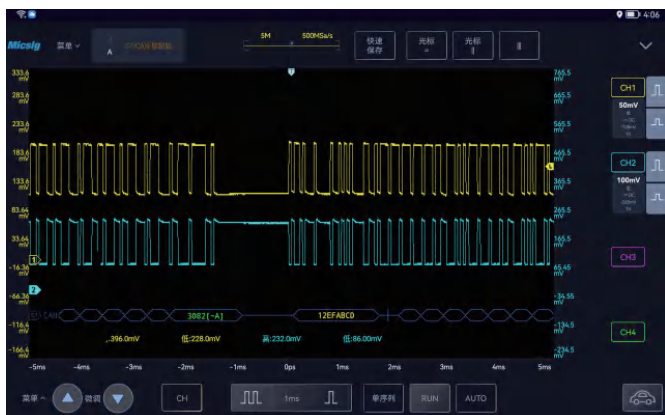 4:06
Micsig 菜单 A 5M 500MSa/s 快速保存 光标 光标
333.6 mV 765.5 mV
283.6 mV 665.5 mV
233.6 mV 565.5 mV
183.6 mV 465.5 mV
133.6 mV 365.5 mV
83.64 mV 265.5 mV
33.64 mV 165.5 mV
-16.36 mV 65.45 mV
-66.36 mV -34.55 mV
-116.4 mV -134.5 mV
-166.4 mV -234.5 mV
CH1
50mV
CH2
100mV
CH3
CH4
1
2
L
3082[~A] 12EFABCD
396.0mV 低:228.0mV 高:232.0mV 低:86.00mV
-5ms -4ms -3ms -2ms -1ms 0ps 1ms 2ms 3ms 4ms 5ms
菜单 微调 CH 1ms 单序列 RUN AUTO